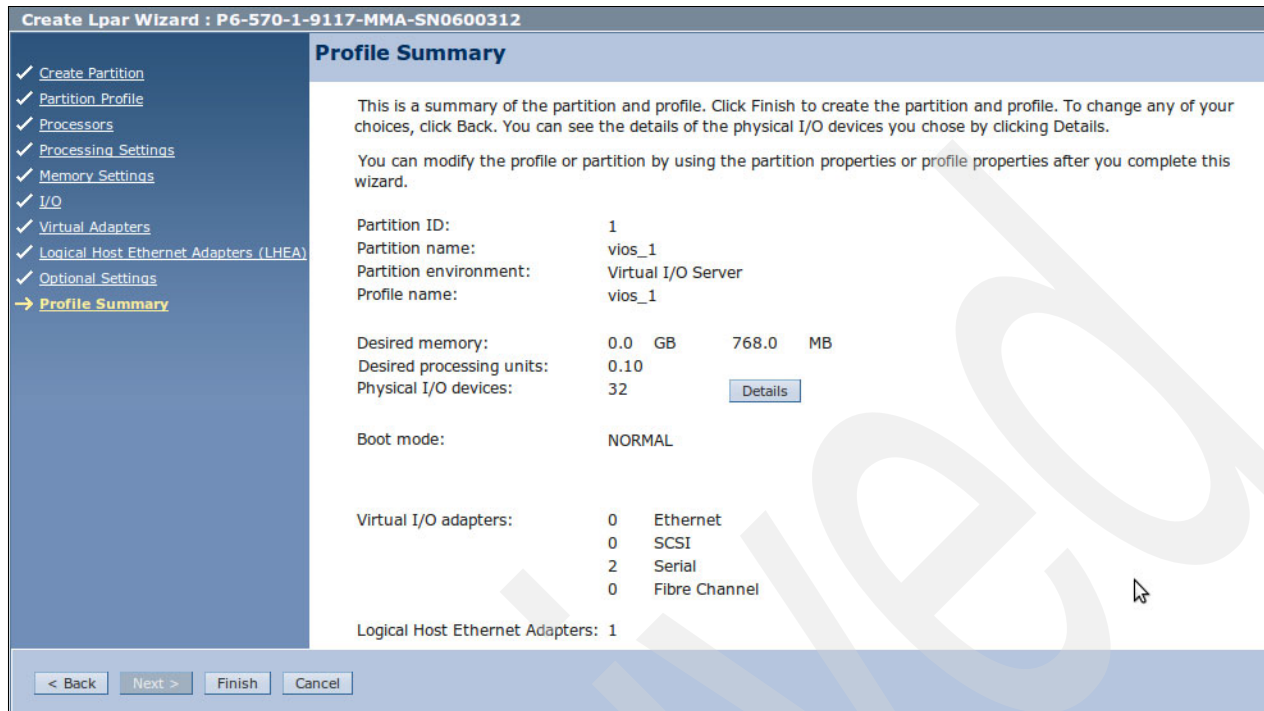 Create Lpar Wizard : P6-570-1-9117-MMA-SN0600312
Create Partition
Partition Profile
Processors
Processing Settings
Memory Settings
I/O
Virtual Adapters
Logical Host Ethernet Adapters (LHEA)
Optional Settings
Profile Summary
Profile Summary
This is a summary of the partition and profile. Click Finish to create the partition and profile. To change any of your
choices, click Back. You can see the details of the physical I/O devices you chose by clicking Details.
You can modify the profile or partition by using the partition properties or profile properties after you complete this
wizard.
Partition ID: 1
Partition name: vios_1
Partition environment: Virtual I/O Server
Profile name: vios_1
Desired memory: 0.0 GB 768.0 MB
Desired processing units: 0.10
Physical I/O devices: 32 Details
Boot mode: NORMAL
Virtual I/O adapters: 0 Ethernet
0 SCSI
2 Serial
0 Fibre Channel
Logical Host Ethernet Adapters: 1
< Back Next > Finish Cancel
ived